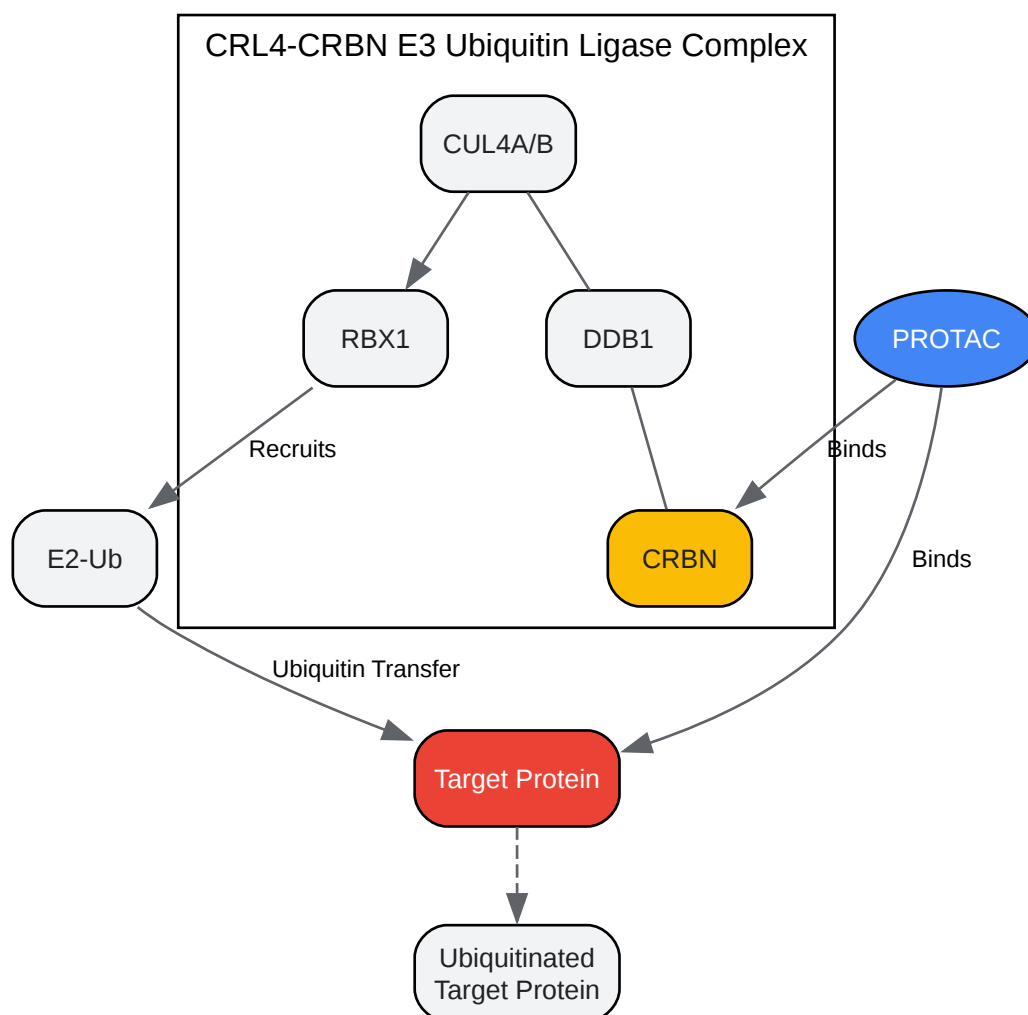 CRL4-CRBN E3 Ubiquitin Ligase Complex
CUL4A/B
RBX1
DDB1
PROTAC
Recruits
Binds
E2-Ub
CRBN
Binds
Ubiquitin Transfer
Target Protein
Ubiquitinated
Target Protein